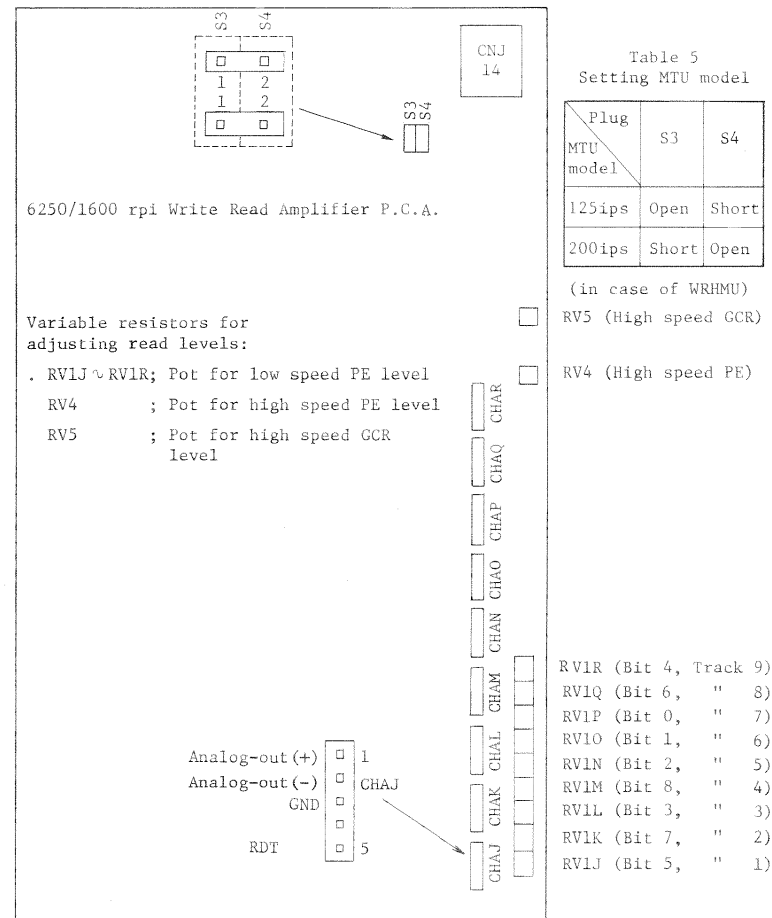 S3 S4
1 2
1 2
S3
S4
CNJ
14
Table 5
Setting MTU model
Plug
MTU
model
S3 S4
125ips Open Short
200ips Short Open
(in case of WRHMU)
6250/1600 rpi Write Read Amplifier P.C.A.
Variable resistors for
adjusting read levels:
. RV1J ∿ RV1R; Pot for low speed PE level
RV4 ; Pot for high speed PE level
RV5 ; Pot for high speed GCR
level
RV5 (High speed GCR)
RV4 (High speed PE)
CHAR
CHAQ
CHAP
CHAO
CHAN
CHAM
CHAL
CHAK
CHAJ
RV1R (Bit 4, Track 9)
RV1Q (Bit 6, " 8)
RV1P (Bit 0, " 7)
RV1O (Bit 1, " 6)
RV1N (Bit 2, " 5)
RV1M (Bit 8, " 4)
RV1L (Bit 3, " 3)
RV1K (Bit 7, " 2)
RV1J (Bit 5, " 1)
Analog-out(+) 1
Analog-out(-) CHAJ
GND
RDT 5